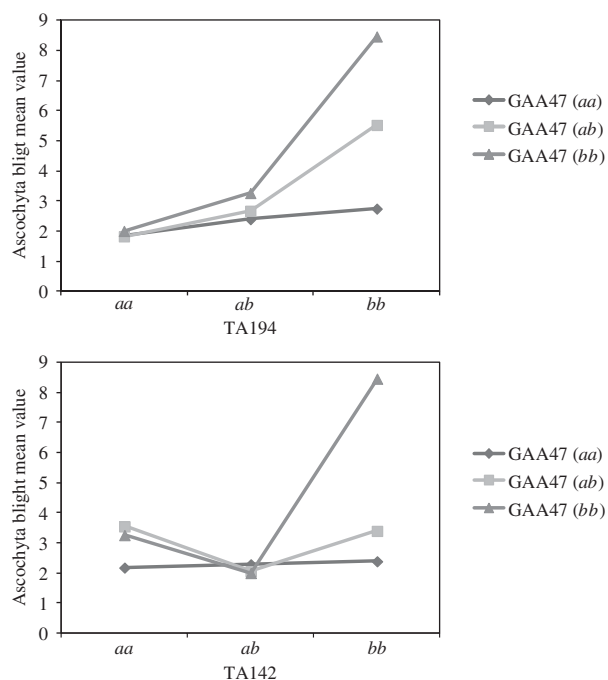 9
8
7
6
5
4
3
2
1
0
Ascochyta bligt mean value
aa ab bb
TA194
GAA47 (aa)
GAA47 (ab)
GAA47 (bb)
9
8
7
6
5
4
3
2
1
0
Ascochyta blight mean value
aa ab bb
TA142
GAA47 (aa)
GAA47 (ab)
GAA47 (bb)